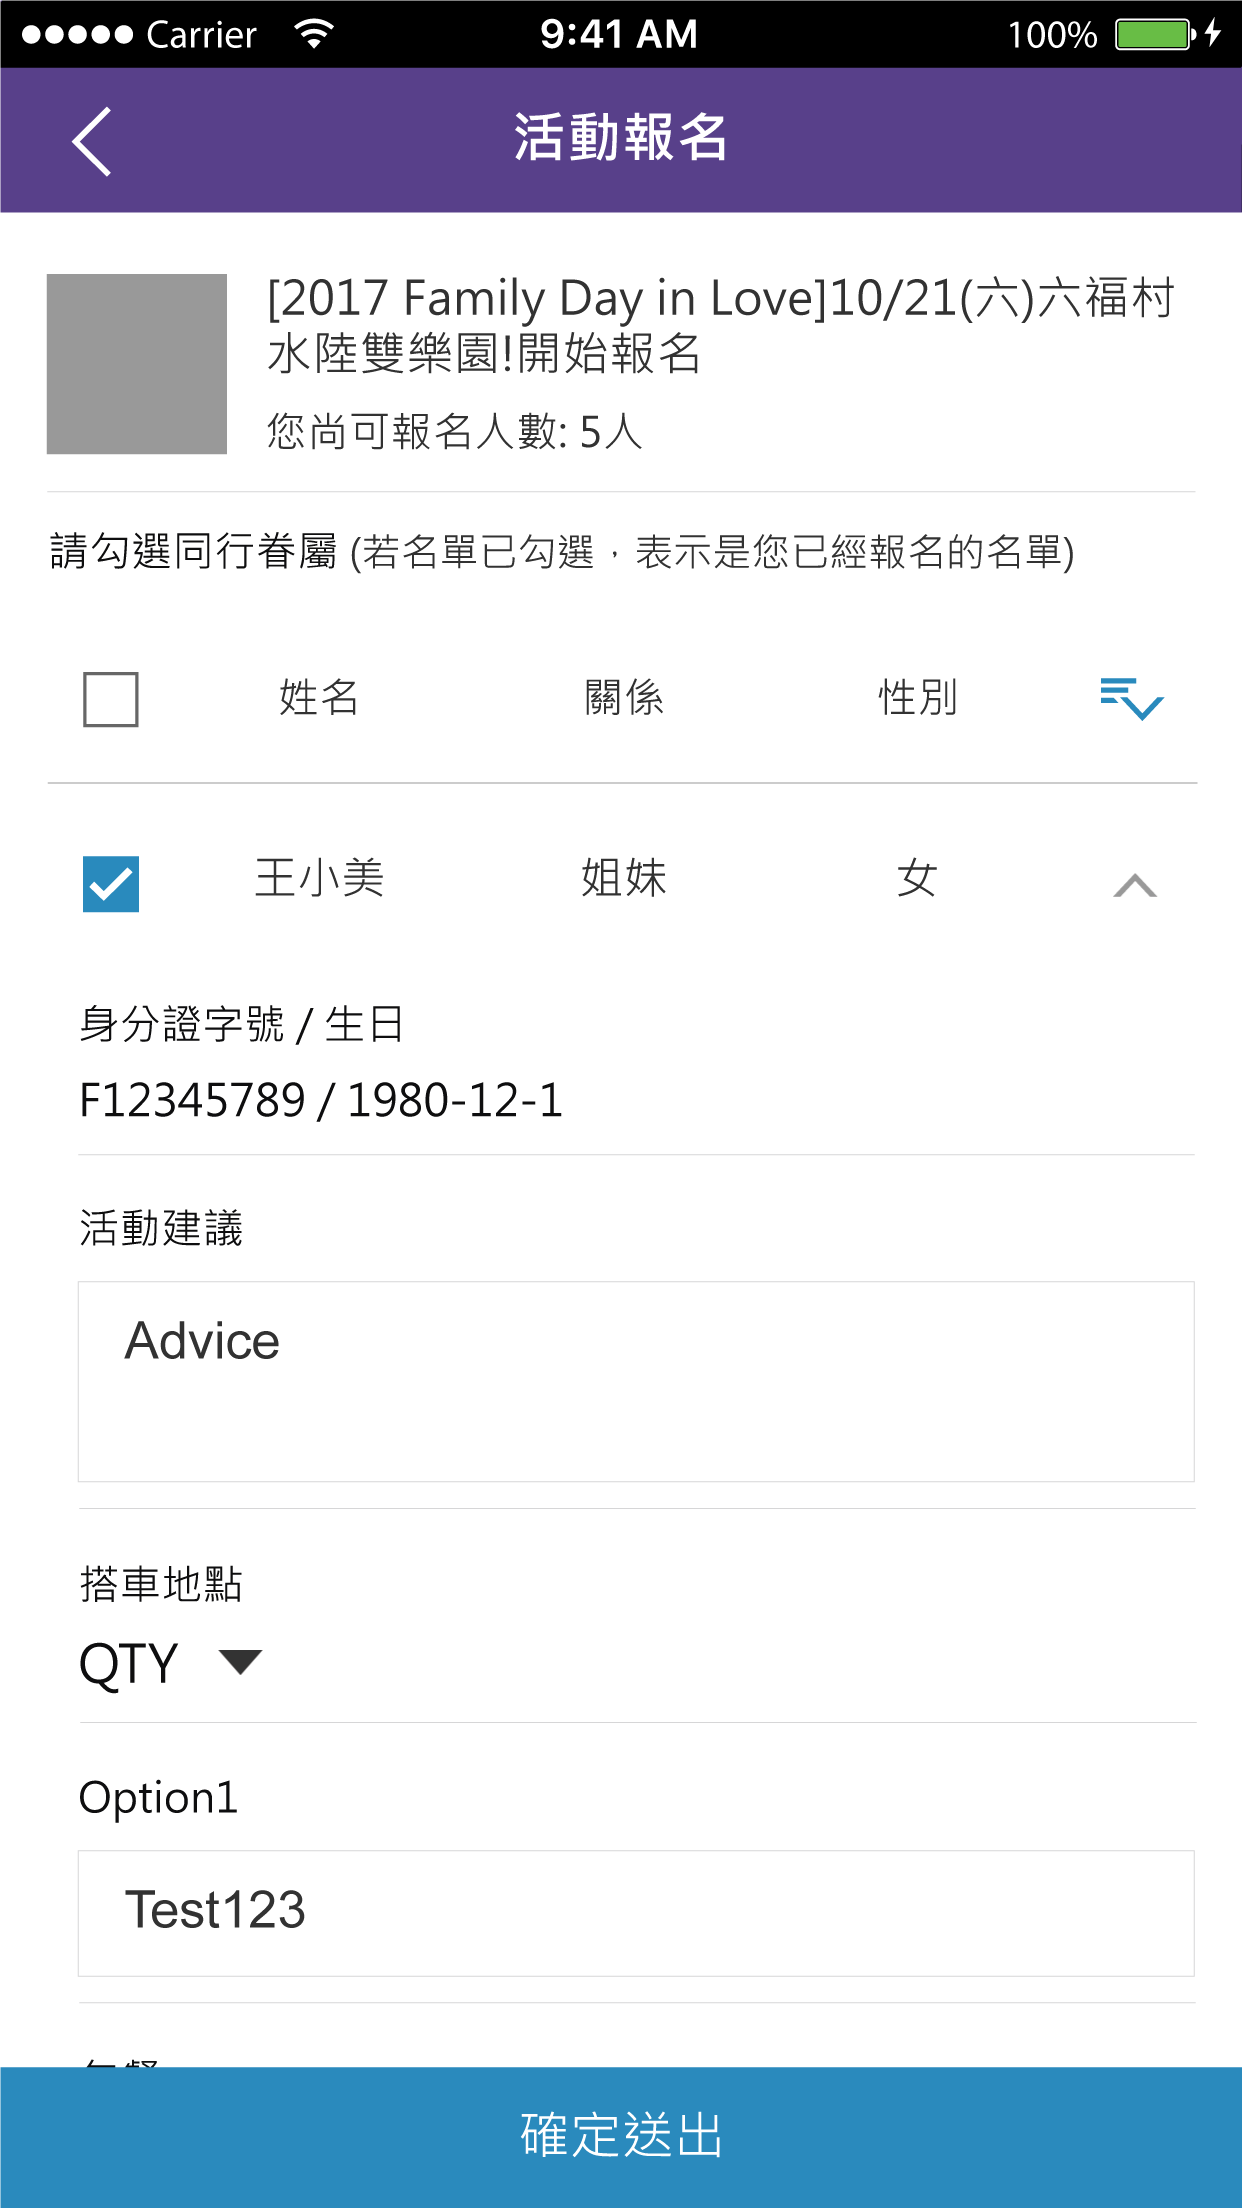 Carrier 9:41 AM 100%
活動報名
[2017 Family Day in Love]10/21(六)六福村
水陸雙樂園!開始報名
您尚可報名人數: 5人
請勾選同行眷屬 (若名單已勾選，表示是您已經報名的名單)
姓名 關係 性別
王小美 姐妹 女
身分證字號 / 生日
F12345789 / 1980-12-1
活動建議
Advice
搭車地點
QTY
Option1
Test123
確定送出